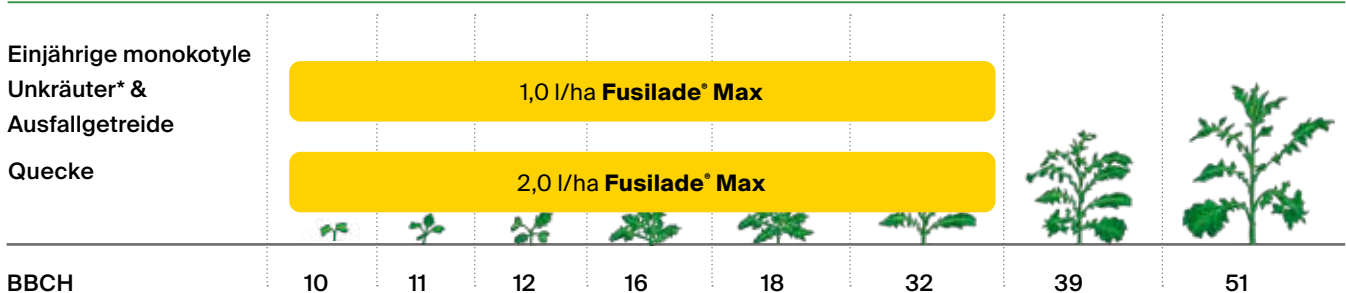 Einjährige monokotyle
Unkräuter* &
Ausfallgetreide
1,0 l/ha Fusilade® Max
Quecke
2,0 l/ha Fusilade® Max
BBCH 10 11 12 16 18 32 39 51